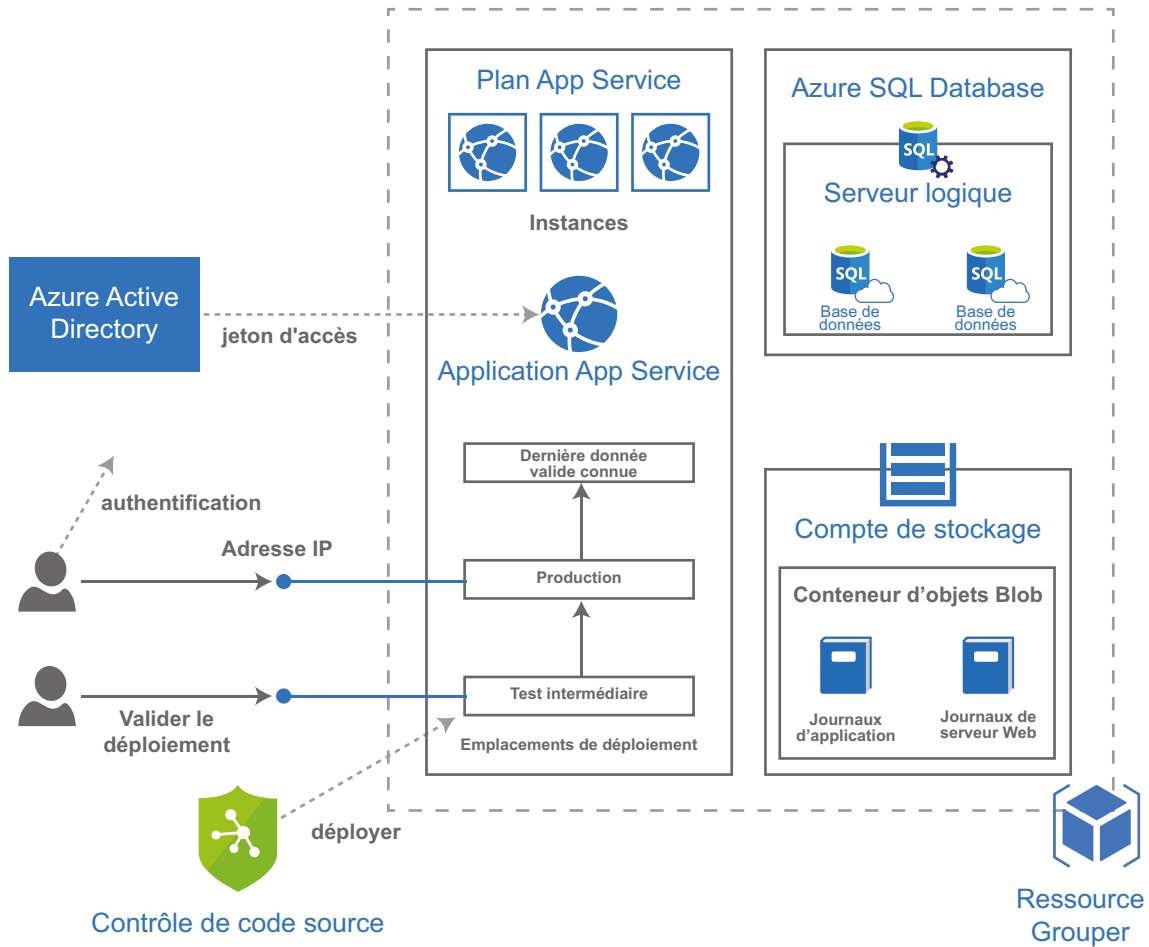 Plan App Service
Instances
Application App Service
Dernière donnée
valide connue
Production
Test intermédiaire
Emplacements de déploiement
Azure SQL Database
SQL
Serveur logique
SQL
Base de
données
SQL
Base de
données
Compte de stockage
Conteneur d’objets Blob
Journaux
d’application
Journaux de
serveur Web
Azure Active
Directory
jeton d'accès
authentification
Adresse IP
Valider le
déploiement
déployer
Contrôle de code source
Ressource
Grouper